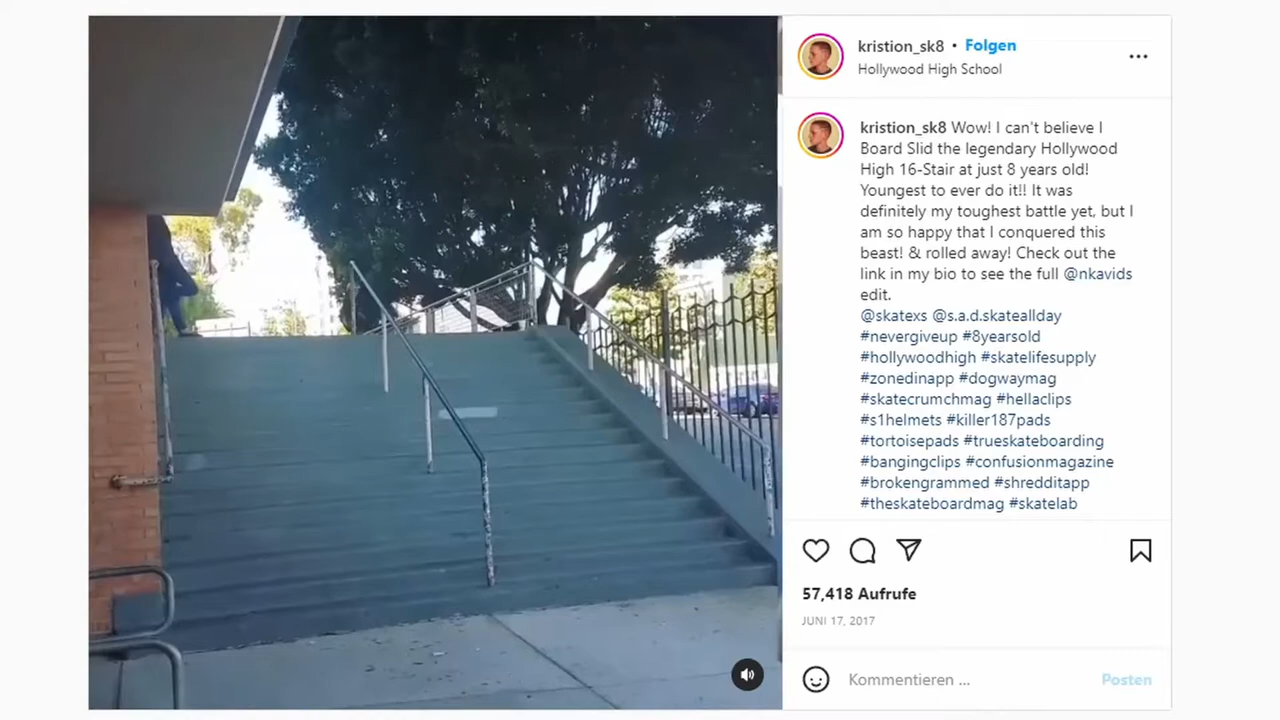 kristion_sk8 • Folgen
Hollywood High School
kristion_sk8 Wow! I can't believe I
Board Slid the legendary Hollywood
High 16-Stair at just 8 years old!
Youngest to ever do it!! It was
definitely my toughest battle yet, but I
am so happy that I conquered this
beast! & rolled away! Check out the
link in my bio to see the full @nkavids
edit.
@skatexs @s.a.d.skateallday
#nevergiveup #8yearsold
#hollywoodhigh #skatelifesupply
#zonedinapp #dogwaymag
#skatecrumchmag #hellaclips
#s1helmets #killer187pads
#tortoisepads #trueskateboarding
#bangingclips #confusionmagazine
#brokengrammed #shredditapp
#theskateboardmag #skatelab
57,418 Aufrufe
JUNI 17, 2017
Kommentieren ...
Posten